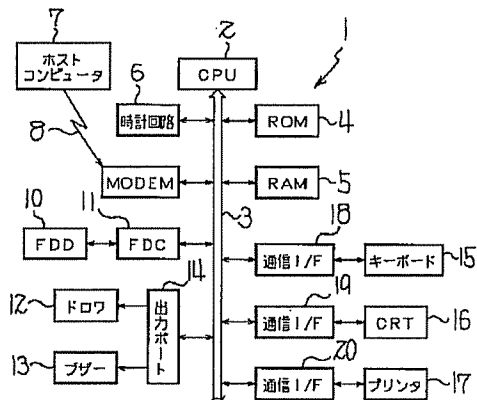 7
2
1
ホスト
コンピュータ
CPU
6
時計回路
ROM
4
8
MODEM
RAM
5
3
10
11
18
FDD
FDC
通信I/F
キーボード
15
14
19
12
ドロワ
出力ポート
通信I/F
CRT
16
20
13
ブザー
通信I/F
プリンタ
17